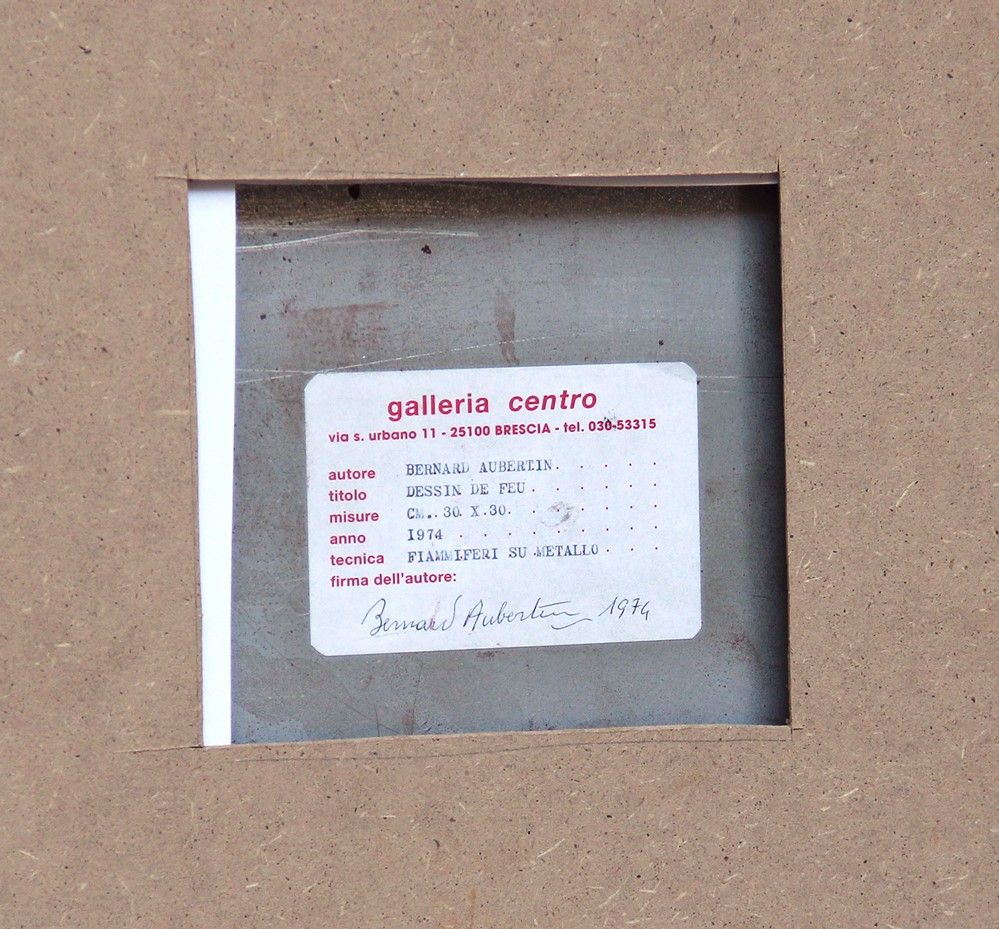 galleria centro
via s. urbano 11 - 25100 BRESCIA - tel. 030-53315
autore BERNARD AUBERTIN
titolo DESSIN DE FEU
misure CM. 30 X 30
anno I974
tecnica FIAMMIFERI SU METALLO
firma dell'autore:
Bernard Aubertin 1974